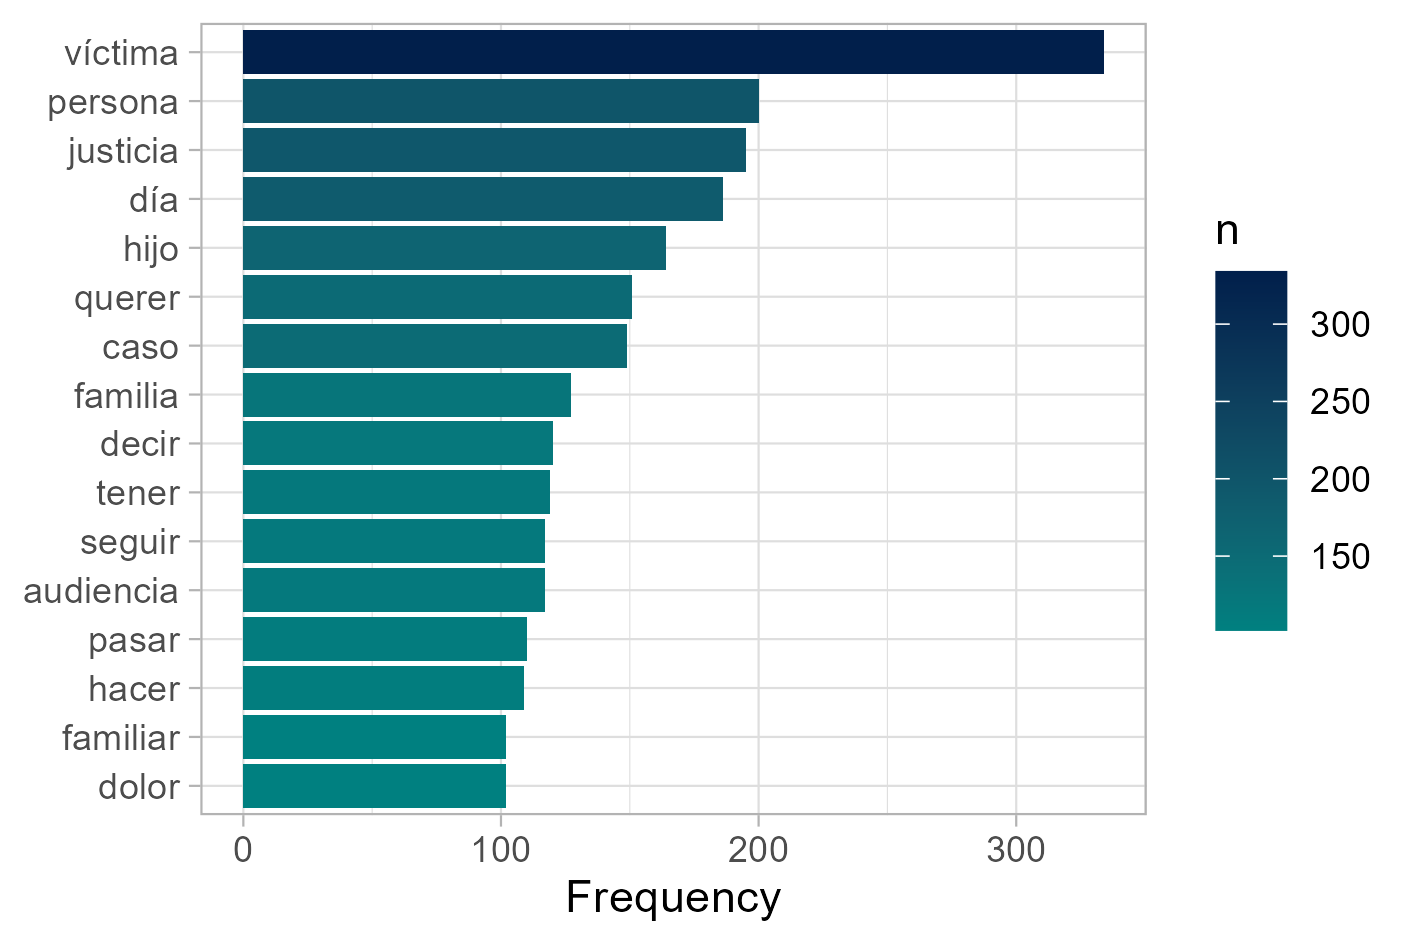 víctima
persona
justicia
día
hijo
querer
caso
familia
decir
tener
seguir
audiencia
pasar
hacer
familiar
dolor
0 100 200 300
Frequency
n
300
250
200
150